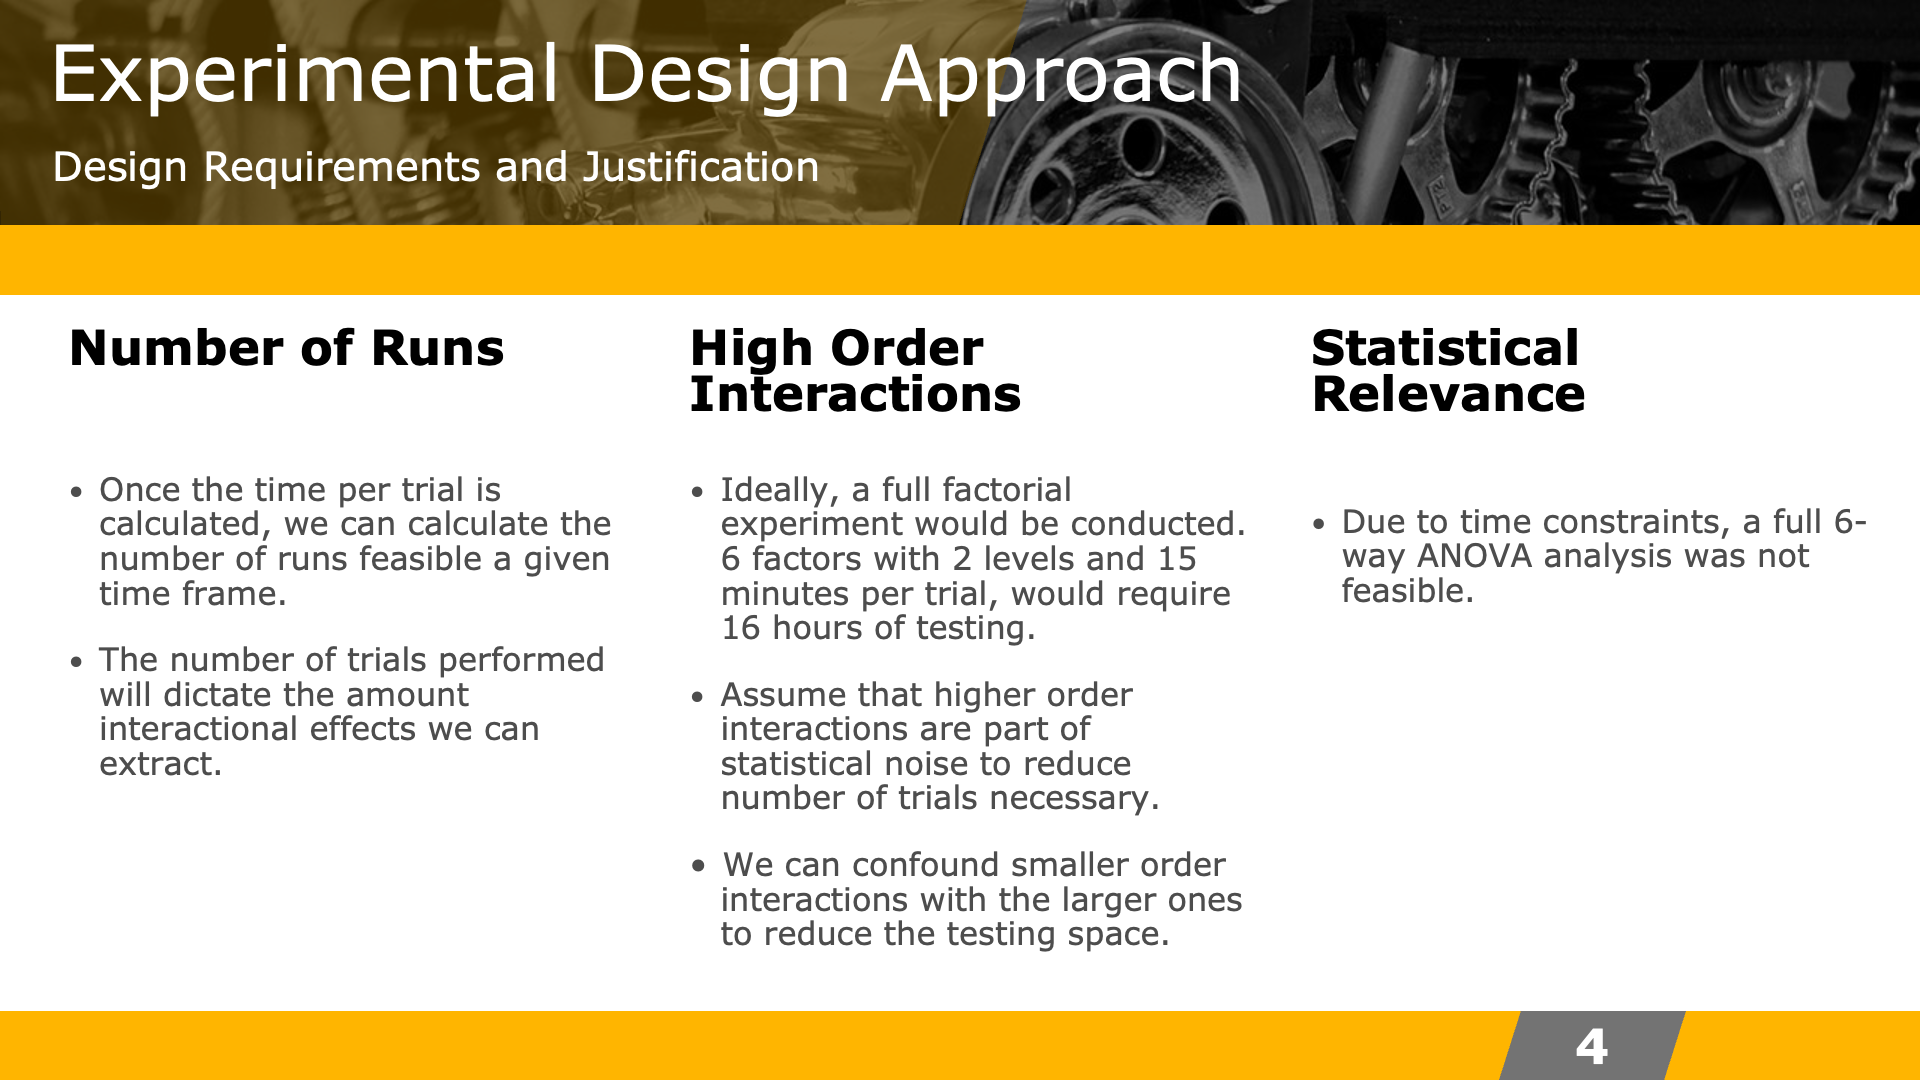 Experimental Design Approach
Design Requirements and Justification
Number of Runs
• Once the time per trial is
calculated, we can calculate the
number of runs feasible a given
time frame.
• The number of trials performed
will dictate the amount
interactional effects we can
extract.
High Order
Interactions
• Ideally, a full factorial
experiment would be conducted.
6 factors with 2 levels and 15
minutes per trial, would require
16 hours of testing.
• Assume that higher order
interactions are part of
statistical noise to reduce
number of trials necessary.
• We can confound smaller order
interactions with the larger ones
to reduce the testing space.
Statistical
Relevance
• Due to time constraints, a full 6-
way ANOVA analysis was not
feasible.
4